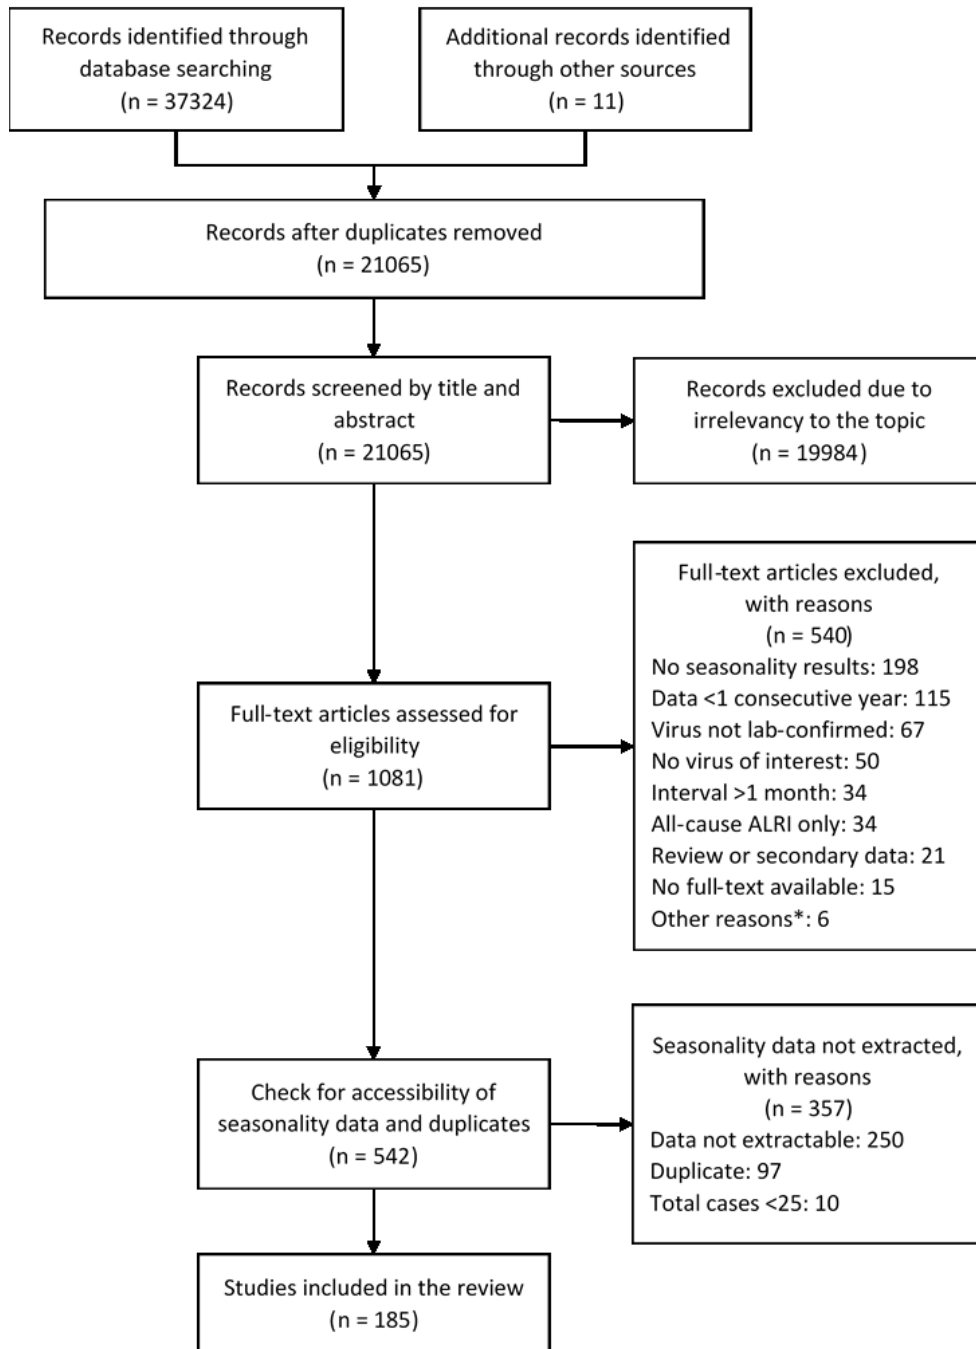 Records identified through
database searching
(n = 37324)
Additional records identified
through other sources
(n = 11)
Records after duplicates removed
(n = 21065)
Records screened by title and
abstract
(n = 21065)
Records excluded due to
irrelevancy to the topic
(n = 19984)
Full-text articles assessed for
eligibility
(n = 1081)
Full-text articles excluded,
with reasons
(n = 540)
No seasonality results: 198
Data <1 consecutive year: 115
Virus not lab-confirmed: 67
No virus of interest: 50
Interval >1 month: 34
All-cause ALRI only: 34
Review or secondary data: 21
No full-text available: 15
Other reasons*: 6
Check for accessibility of
seasonality data and duplicates
(n = 542)
Seasonality data not extracted,
with reasons
(n = 357)
Data not extractable: 250
Duplicate: 97
Total cases <25: 10
Studies included in the review
(n = 185)